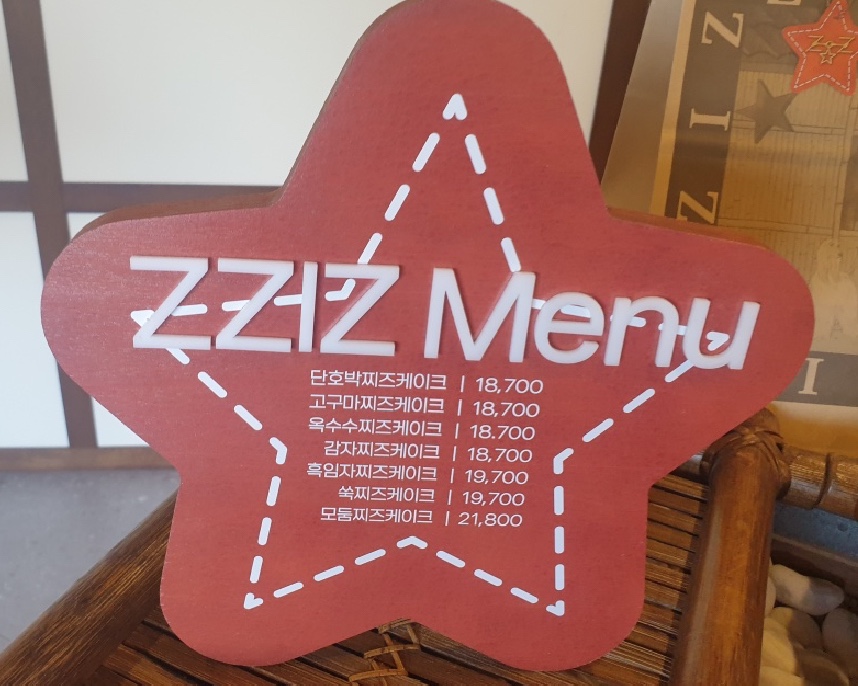 ZZIZ Menu
단호박찌즈케이크 | 18,700
고구마찌즈케이크 | 18,700
옥수수찌즈케이크 | 18.700
감자찌즈케이크 | 18,700
흑임자찌즈케이크 | 19,700
쑥찌즈케이크 | 19,700
모둠찌즈케이크 | 21,800
Z
I
Z
I
ZZ